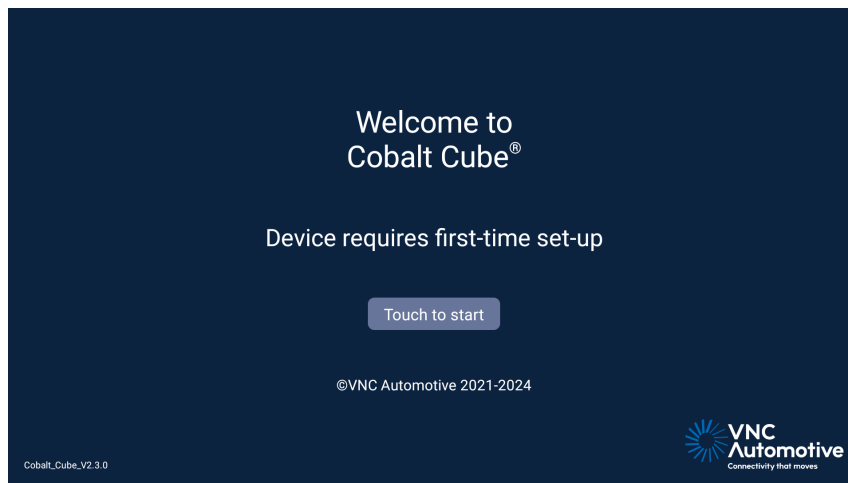 Welcome to
Cobalt Cube®
Device requires first-time set-up
Touch to start
©VNC Automotive 2021-2024
VNC
Automotive
Connectivity that moves
Cobalt_Cube_V2.3.0